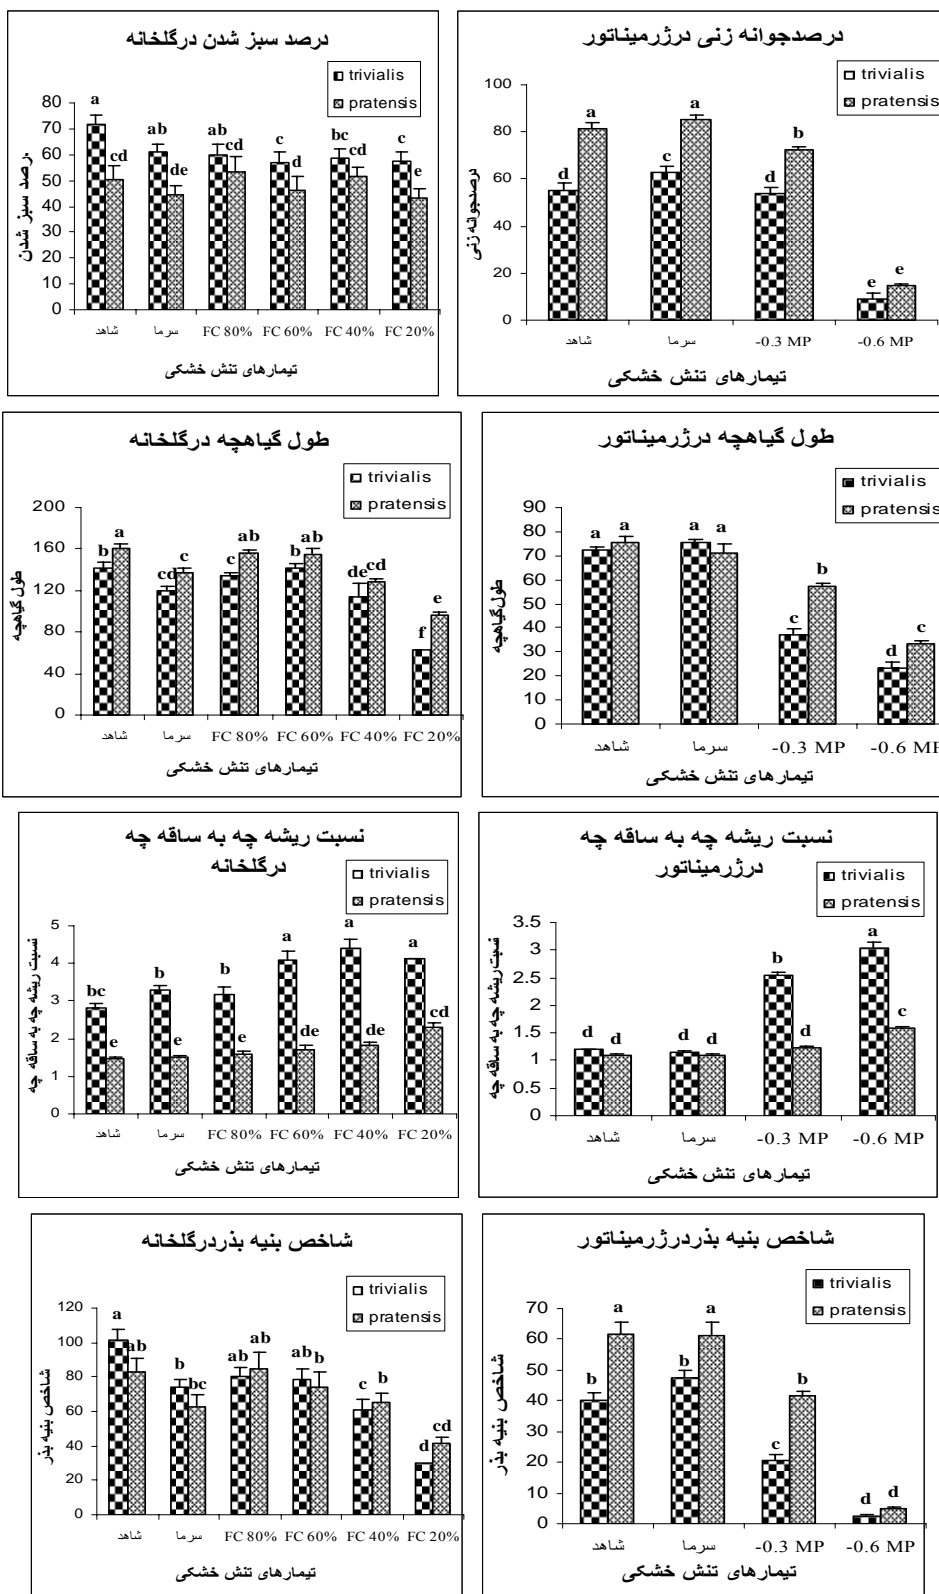 درصد سبز شدن درگلخانه
trivialis
pratensis
80
70
60
50
40
30
20
10
0
a
cd
ab
de
ab
cd
c
d
bc
cd
c
e
رصد سبز شدن.
شاهد
سرما
FC 80%
FC 60%
FC 40%
FC 20%
تیمارهای تنش خشکی
درصدجوانه زنی درژرمیناتور
trivialis
pratensis
100
80
60
40
20
0
d
a
c
a
d
b
e
e
درصدجوانه زنی
شاهد
سرما
-0.3 MP
-0.6 MP
تیمارهای تنش خشکی
طول گیاهچه درگلخانه
trivialis
pratensis
200
160
120
80
40
0
b
a
cd
c
c
ab
b
ab
de
cd
f
e
طول گیاهچه
شاهد
سرما
FC 80%
FC 60%
FC 40%
FC 20%
تیمارهای تنش خشکی
طول گیاهچه درژرمیناتور
trivialis
pratensis
90
80
70
60
50
40
30
20
10
0
a
a
a
a
c
b
d
c
طول گیاهچه
شاهد
سرما
-0.3 MP
-0.6 MP
تیمارهای تنش خشکی
نسبت ریشه چه به ساقه چه
درگلخانه
trivialis
pratensis
5
4
3
2
1
0
bc
e
b
e
b
e
a
de
a
de
a
cd
نسبت ریشه چه به ساقه چه
شاهد
سرما
FC 80%
FC 60%
FC 40%
FC 20%
تیمارهای تنش خشکی
نسبت ریشه چه به ساقه چه
درژرمیناتور
trivialis
pratensis
3.5
3
2.5
2
1.5
1
0.5
0
d
d
d
d
b
d
a
c
نسبت ریشه چه به ساقه چه
شاهد
سرما
-0.3 MP
-0.6 MP
تیمارهای تنش خشکی
شاخص بنیه بذردرگلخانه
trivialis
pratensis
120
100
80
60
40
20
0
a
ab
b
bc
ab
ab
ab
b
c
b
d
cd
شاخص بنیه بذر
شاهد
سرما
FC 80%
FC 60%
FC 40%
FC 20%
تیمارهای تنش خشکی
شاخص بنیه بذردرژرمیناتور
trivialis
pratensis
70
60
50
40
30
20
10
0
b
a
b
a
c
b
d
d
شاخص بنیه بذر
شاهد
سرما
-0.3 MP
-0.6 MP
تیمارهای تنش خشکی